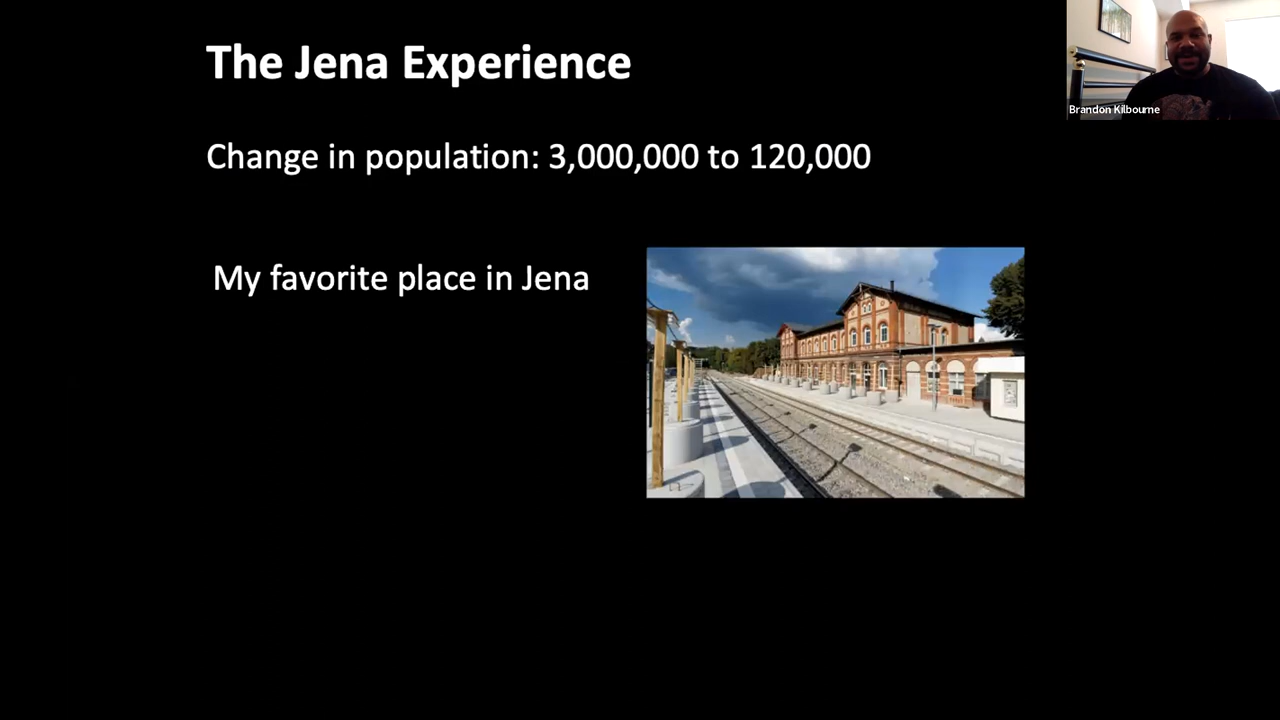 The Jena Experience
Brandon Kilbourne
Change in population: 3,000,000 to 120,000
My favorite place in Jena